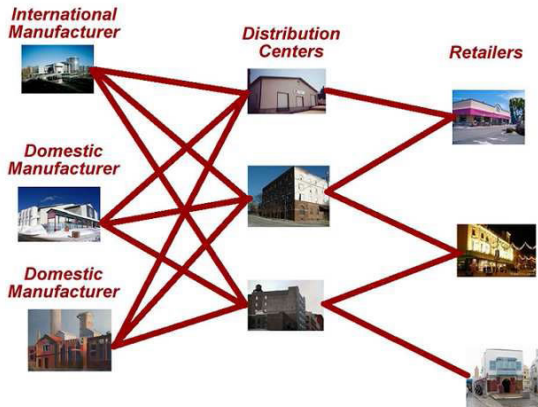 International
Manufacturer
Distribution
Centers
Retailers
Domestic
Manufacturer
Domestic
Manufacturer